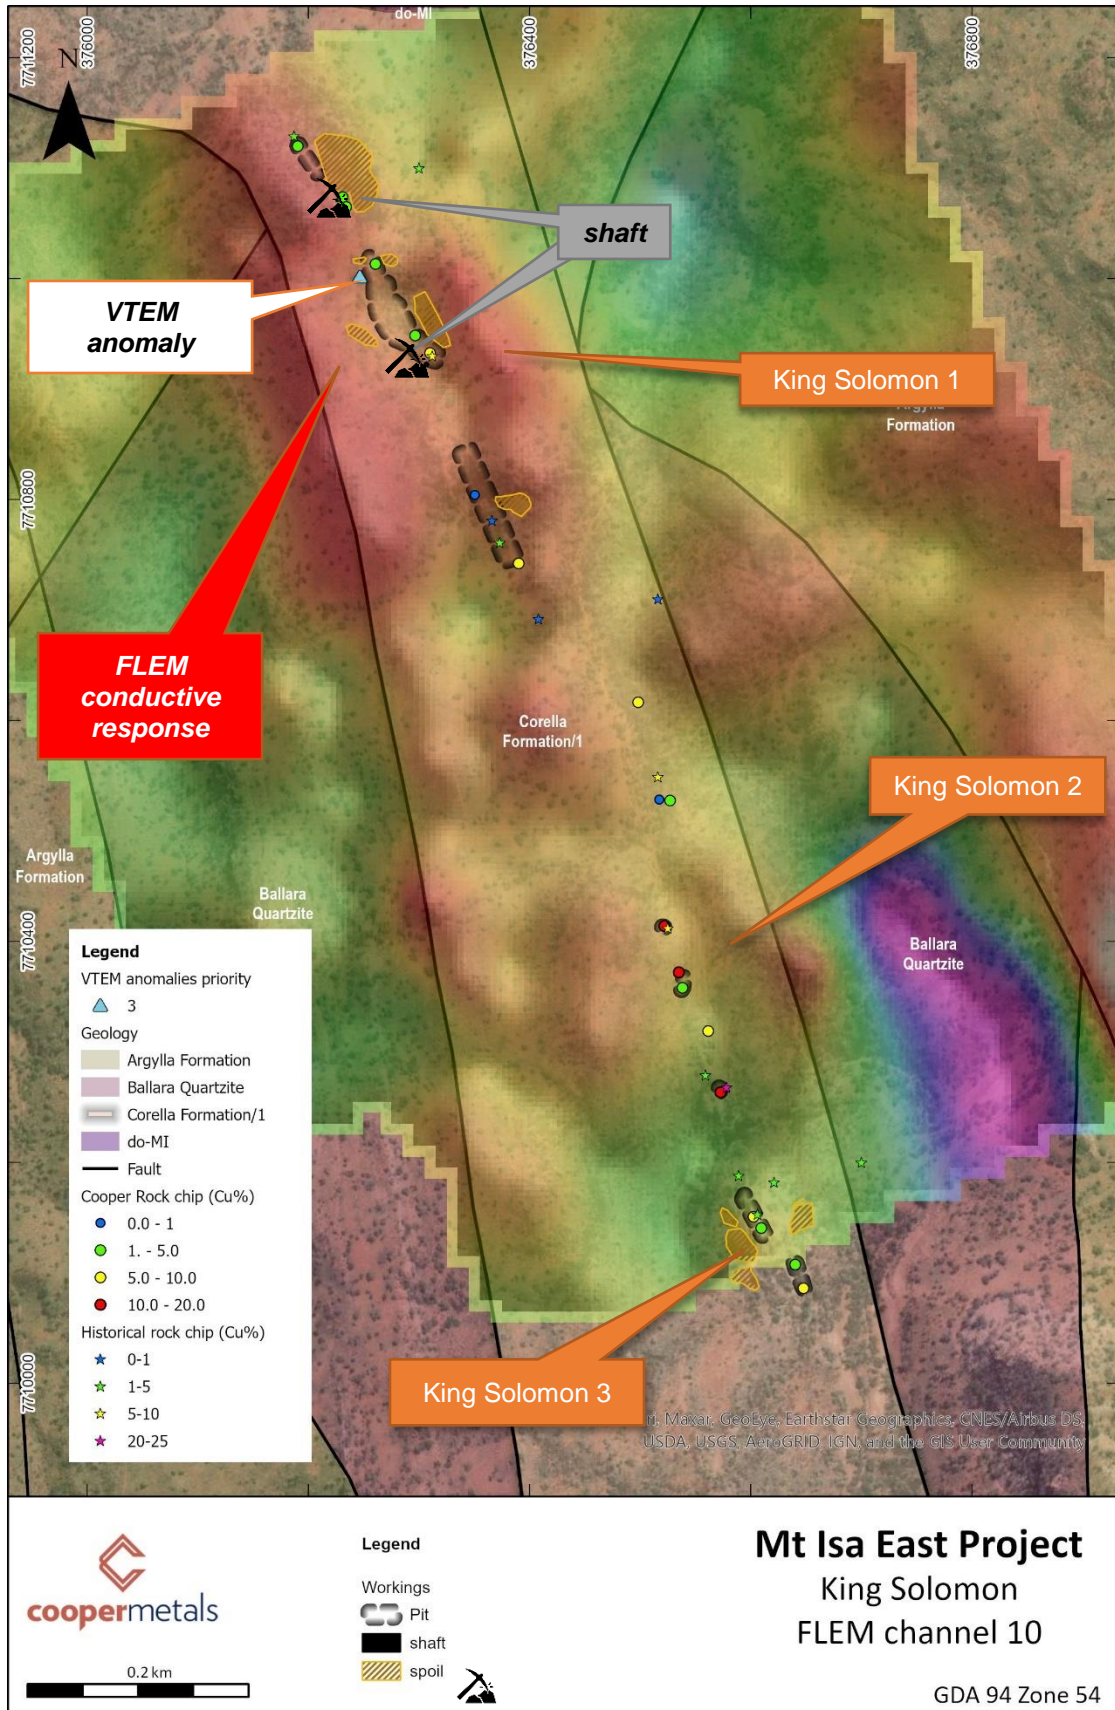 do-MI
376000
376400
376800
7711200
N
shaft
VTEM
anomaly
King Solomon 1
Argylla
Formation
7710800
FLEM
conductive
response
Corella
Formation/1
King Solomon 2
Argylla
Formation
Ballara
Quartzite
Ballara
Quartzite
7710400
Legend
VTEM anomalies priority
3
Geology
Argylla Formation
Ballara Quartzite
Corella Formation/1
do-MI
Fault
Cooper Rock chip (Cu%)
0.0 - 1
1. - 5.0
5.0 - 10.0
10.0 - 20.0
Historical rock chip (Cu%)
0-1
1-5
5-10
20-25
7710000
King Solomon 3
ri, Maxar, GeoEye, Earthstar Geographics, CNES/Airbus DS,
USDA, USGS, AeroGRID, IGN, and the GIS User Community
coopermetals
0.2 km
Legend
Workings
Pit
shaft
spoil
Mt Isa East Project
King Solomon
FLEM channel 10
GDA 94 Zone 54